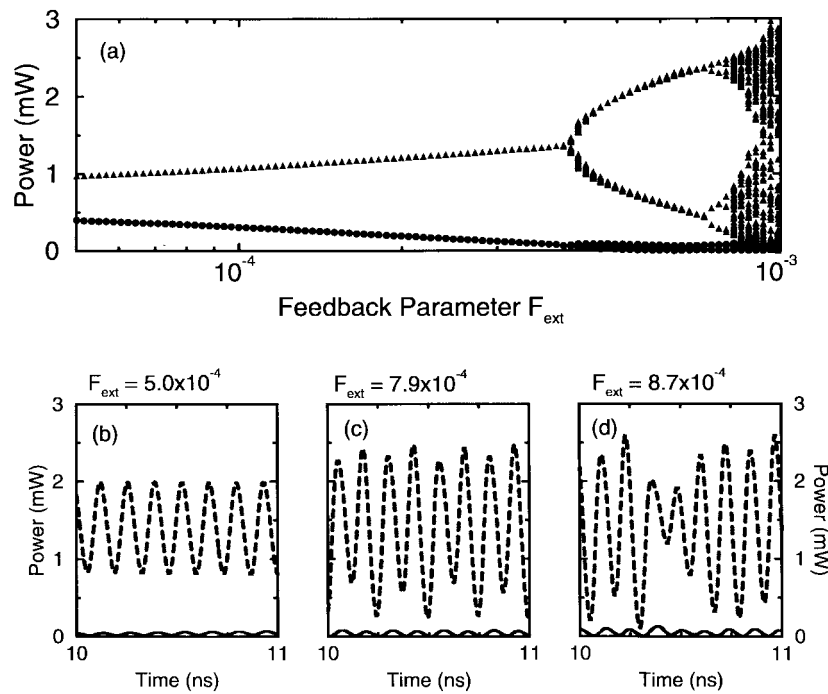 3
(a)
2
Power (mW)
1
0
10⁻⁴
10⁻³
Feedback Parameter F_ext
F_ext = 5.0x10⁻⁴
F_ext = 7.9x10⁻⁴
F_ext = 8.7x10⁻⁴
3
(b)
(c)
(d)
3
2
2
Power (mW)
Power (mW)
1
1
0
0
10
11
10
11
10
11
Time (ns)
Time (ns)
Time (ns)